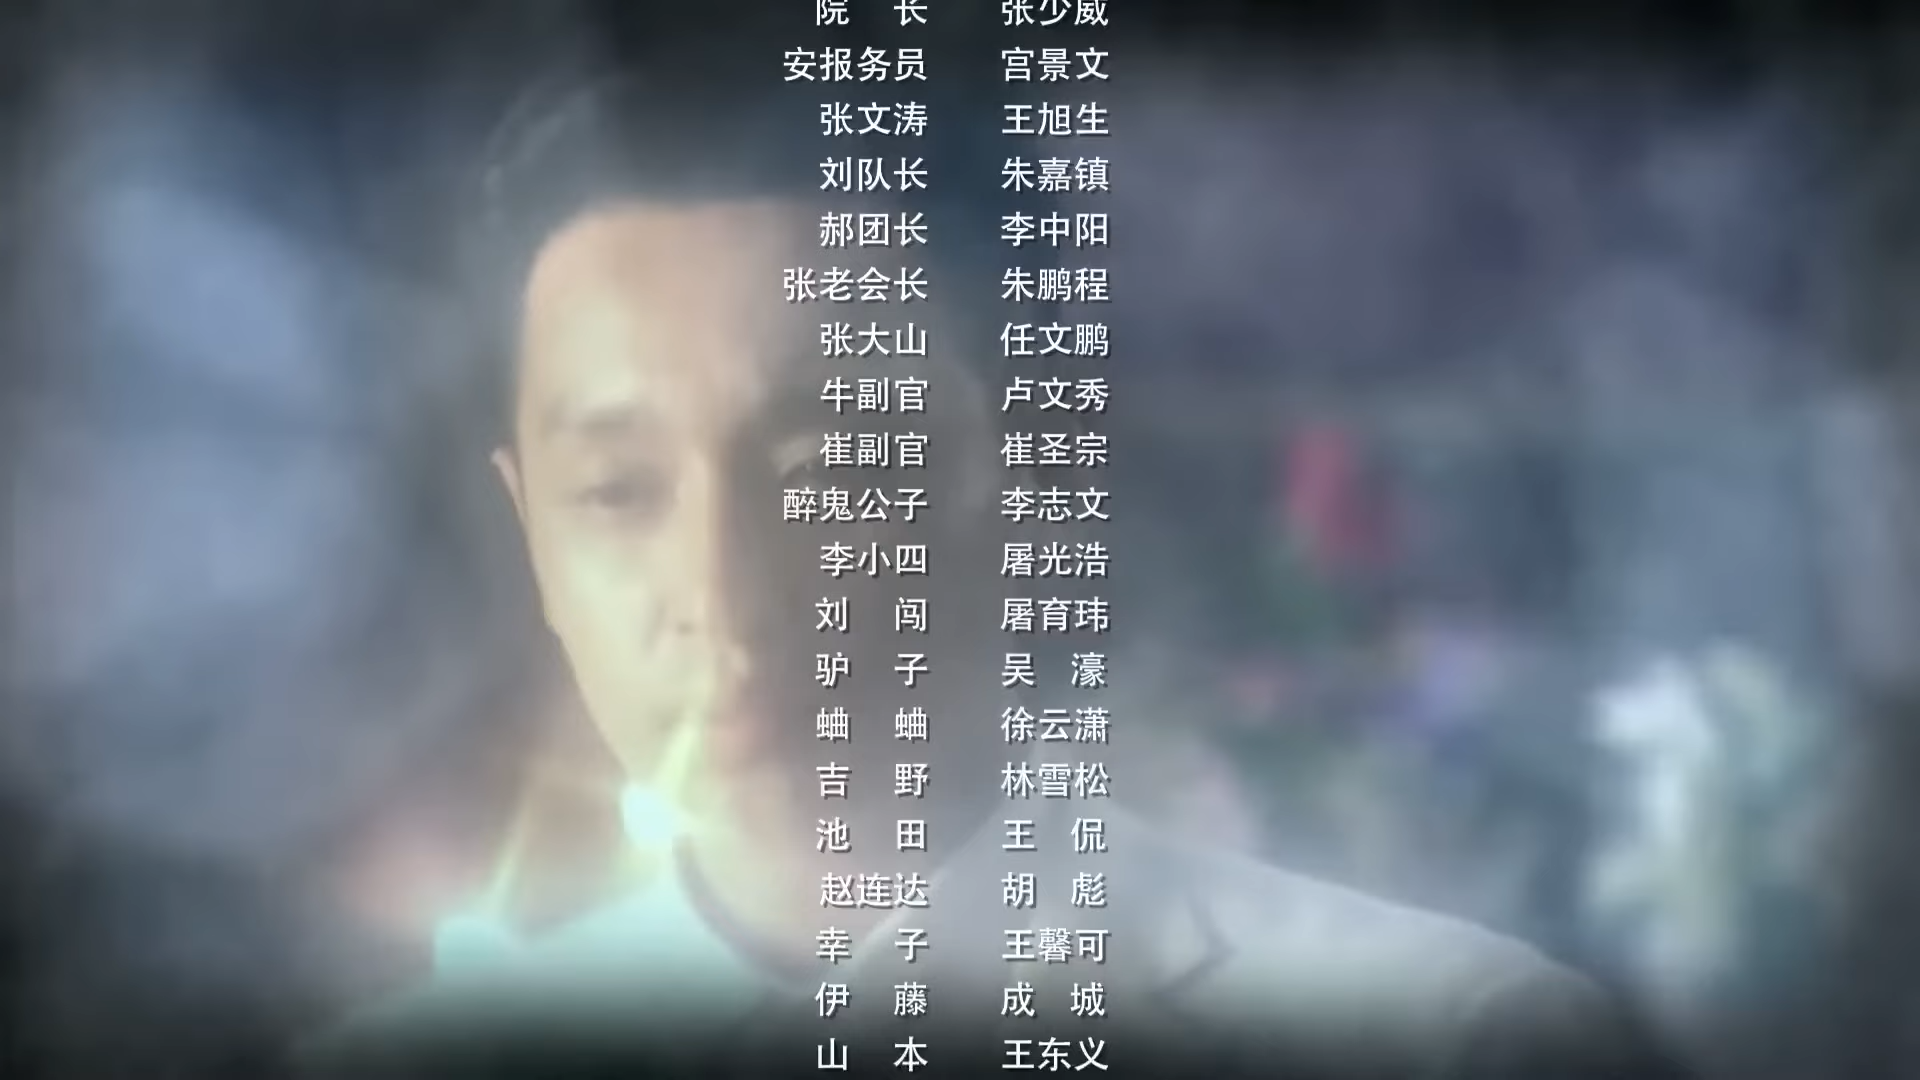 院长 张少威
安报务员 宫景文
张文涛 王旭生
刘队长 朱嘉镇
郝团长 李中阳
张老会长 朱鹏程
张大山 任文鹏
牛副官 卢文秀
崔副官 崔圣宗
醉鬼公子 李志文
李小四 屠光浩
刘闯 屠育玮
驴子 吴濠
蛐蛐 徐云潇
吉野 林雪松
池田 王侃
赵连达 胡彪
幸子 王馨可
伊藤 成城
山本 王东义